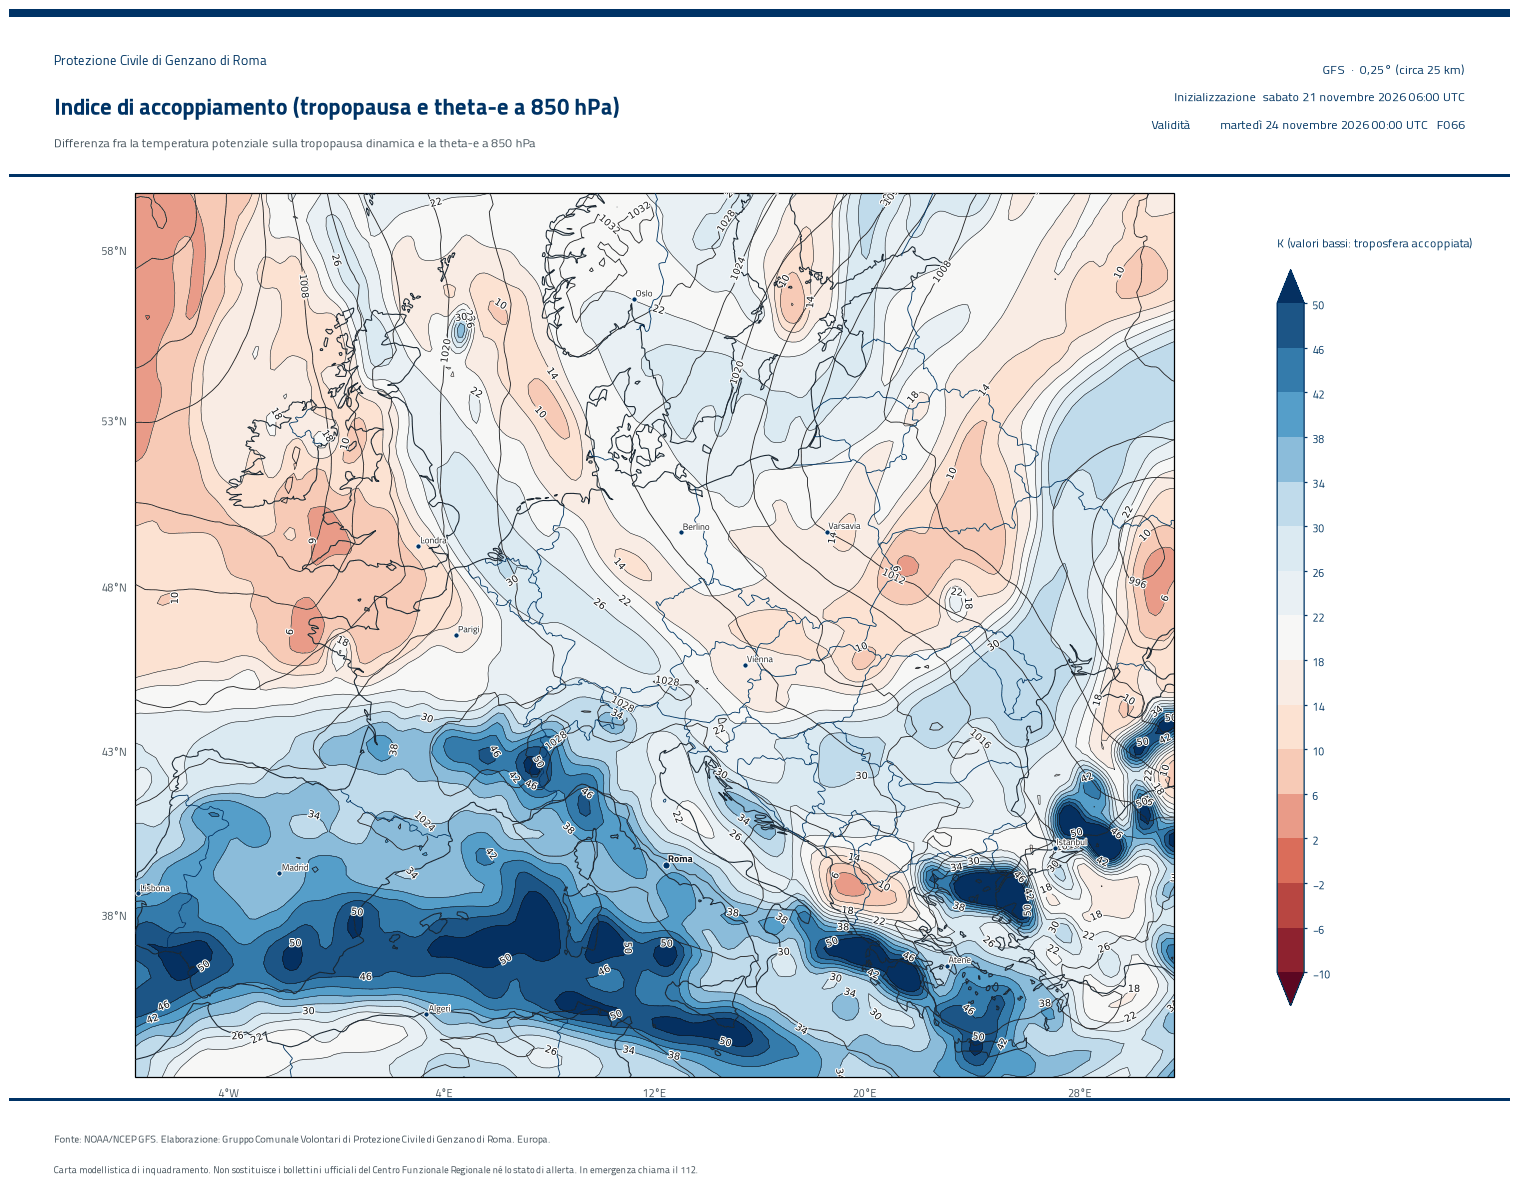 Protezione Civile di Genzano di Roma
Indice di accoppiamento (tropopausa e theta-e a 850 hPa)
Differenza fra la temperatura potenziale sulla tropopausa dinamica e la theta-e a 850 hPa
GFS · 0,25° (circa 25 km)
Inizializzazione sabato 21 novembre 2026 06:00 UTC
Validità martedì 24 novembre 2026 00:00 UTC F066
K (valori bassi: troposfera accoppiata)
50
46
42
38
34
30
26
22
18
14
10
6
2
−2
−6
−10
58°N
53°N
48°N
43°N
38°N
4°W
4°E
12°E
20°E
28°E
Oslo
Londra
Berlino
Varsavia
Parigi
Vienna
Madrid
Lisbona
Roma
Istanbul
Atene
Algeri
Fonte: NOAA/NCEP GFS. Elaborazione: Gruppo Comunale Volontari di Protezione Civile di Genzano di Roma. Europa.
Carta modellistica di inquadramento. Non sostituisce i bollettini ufficiali del Centro Funzionale Regionale né lo stato di allerta. In emergenza chiama il 112.